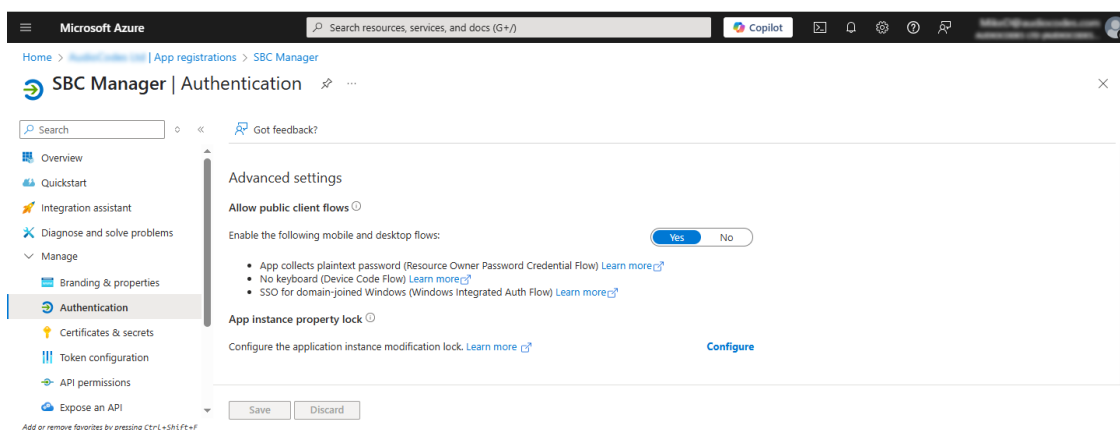 Microsoft Azure
Search resources, services, and docs (G+/)
Copilot
Home > | App registrations > SBC Manager
SBC Manager | Authentication
Search
Got feedback?
Overview
Quickstart
Integration assistant
Diagnose and solve problems
Manage
Branding & properties
Authentication
Certificates & secrets
Token configuration
API permissions
Expose an API
Add or remove favorites by pressing Ctrl+Shift+F
Advanced settings
Allow public client flows
Enable the following mobile and desktop flows:
Yes No
• App collects plaintext password (Resource Owner Password Credential Flow) Learn more
• No keyboard (Device Code Flow) Learn more
• SSO for domain-joined Windows (Windows Integrated Auth Flow) Learn more
App instance property lock
Configure the application instance modification lock. Learn more
Configure
Save Discard